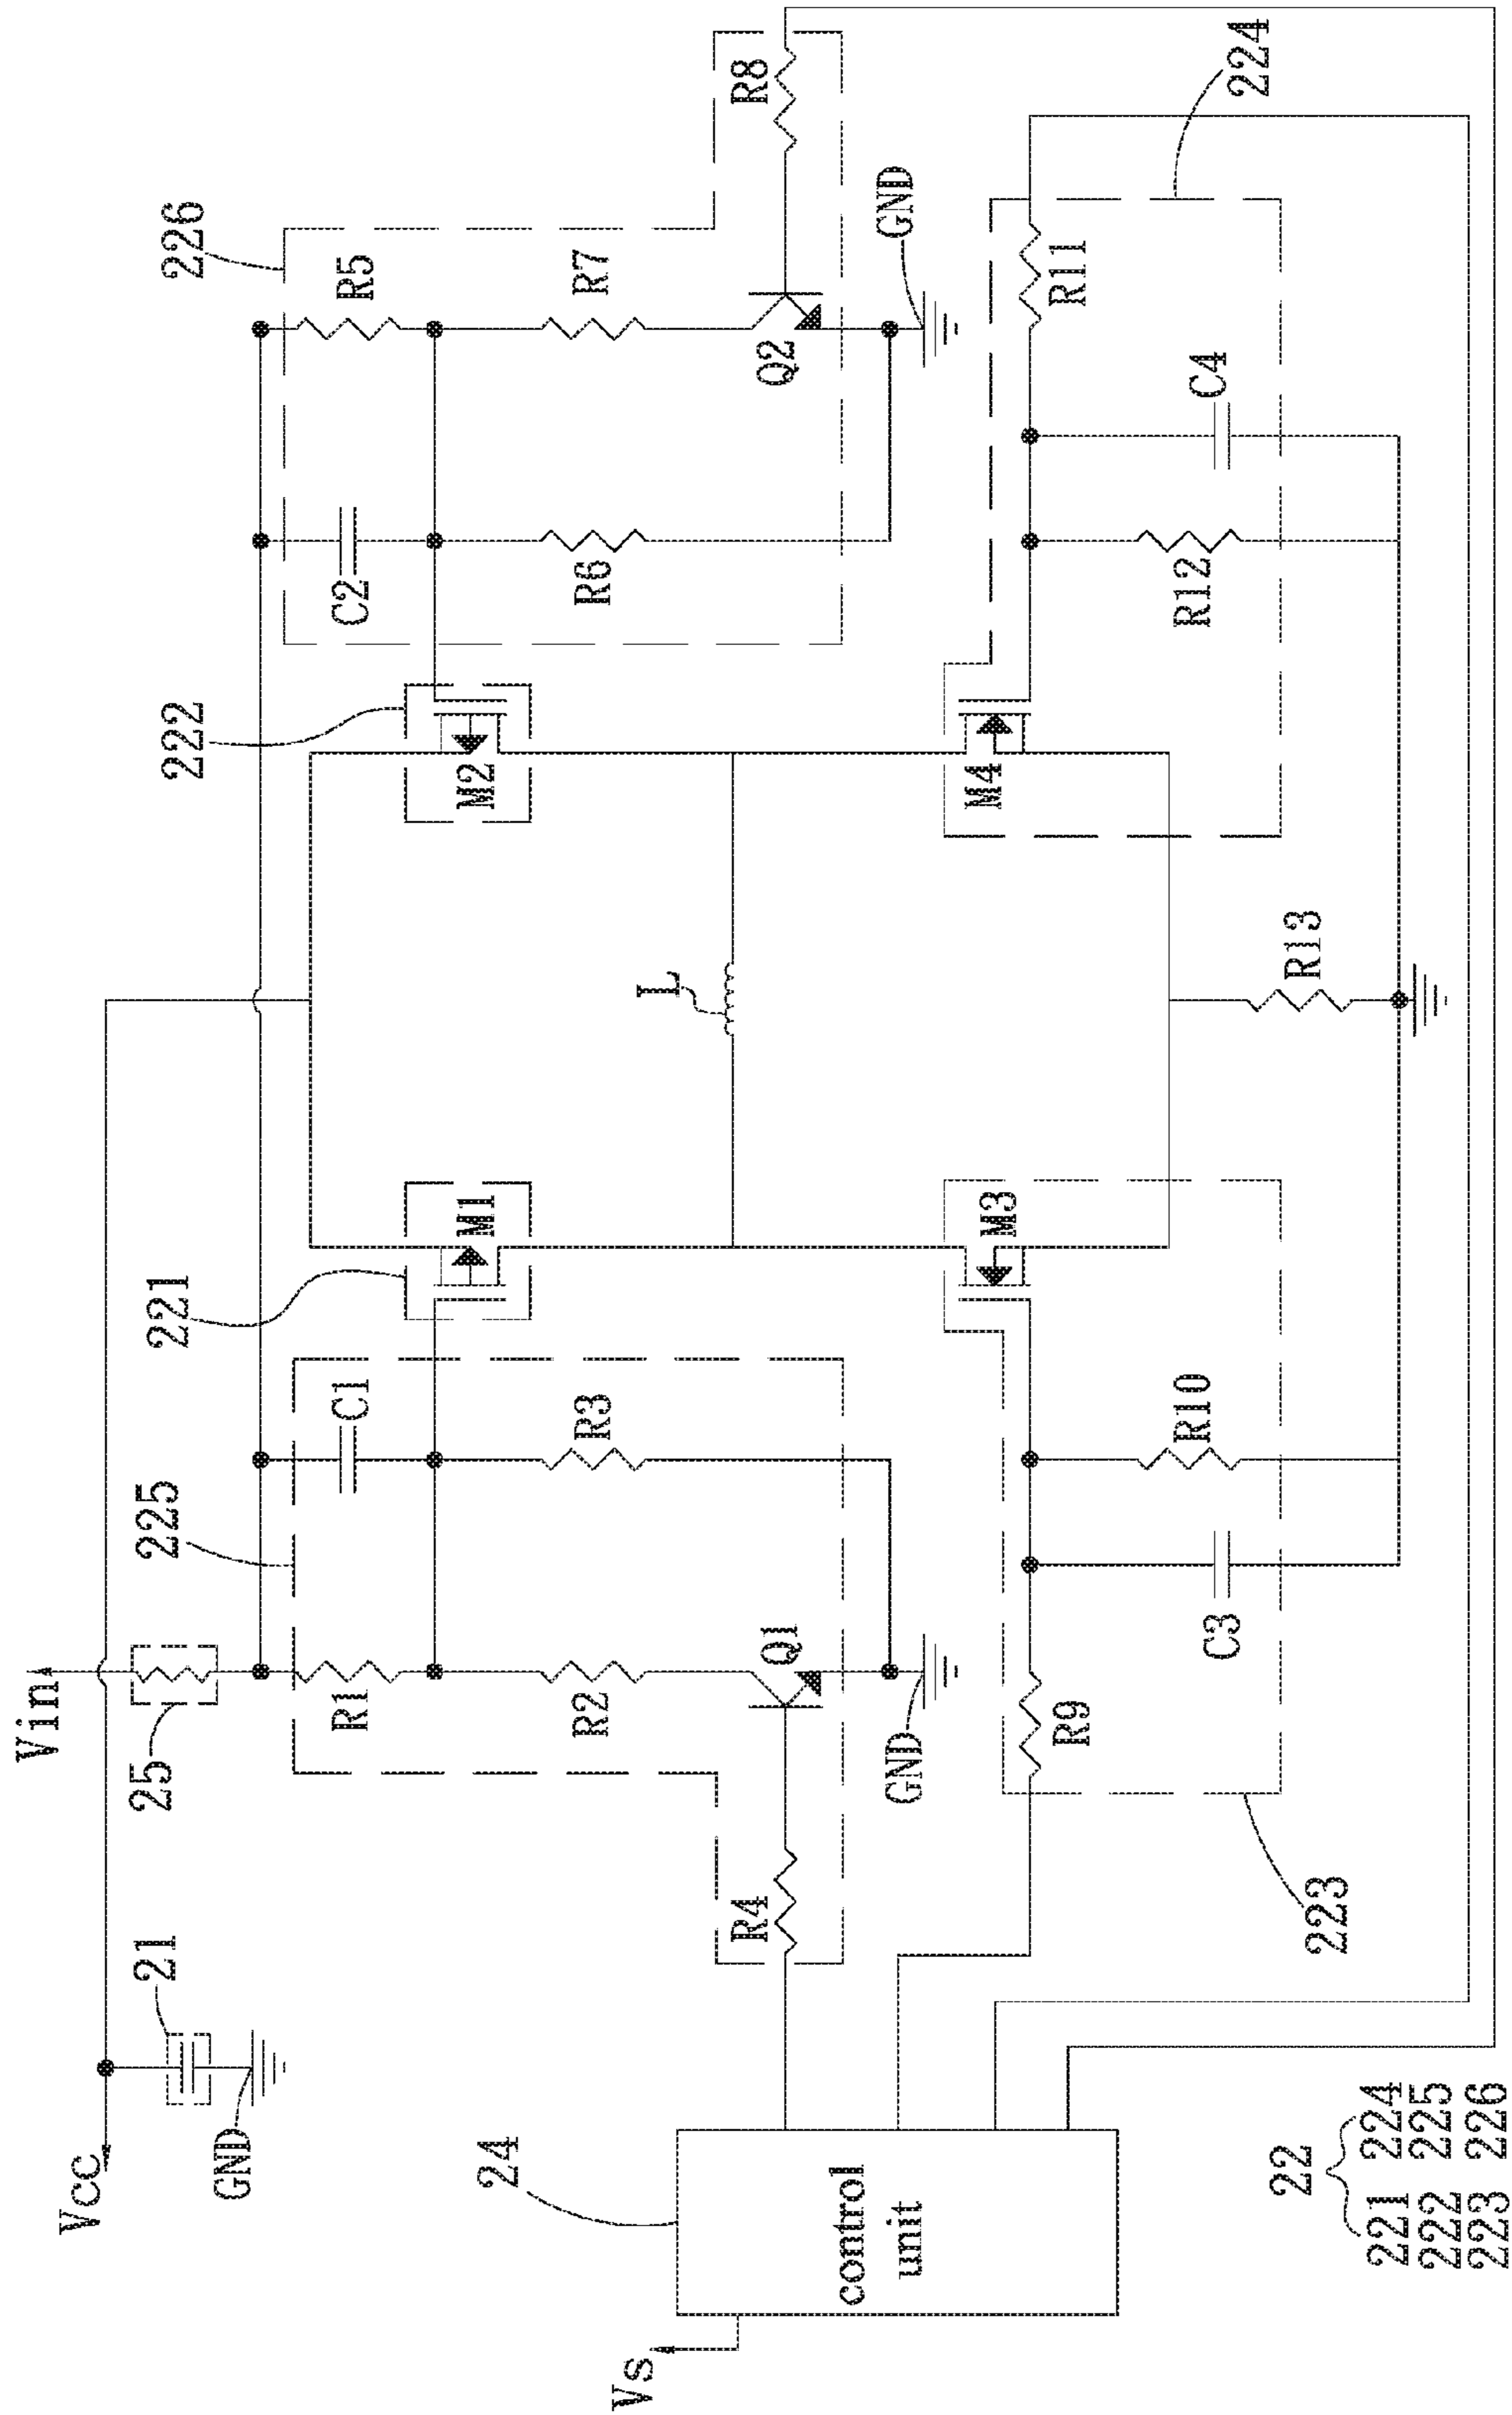 Vin
Vcc
25
21
GND
225
221
222
226
R1
C1
C2
R5
M1
M2
R2
R3
R6
R7
L
R4
Q1
Q2
R8
GND
GND
24
control
unit
Vs
M3
M4
R9
R11
C3
R10
R12
C4
R13
223
224
22
221 224
222 225
223 226